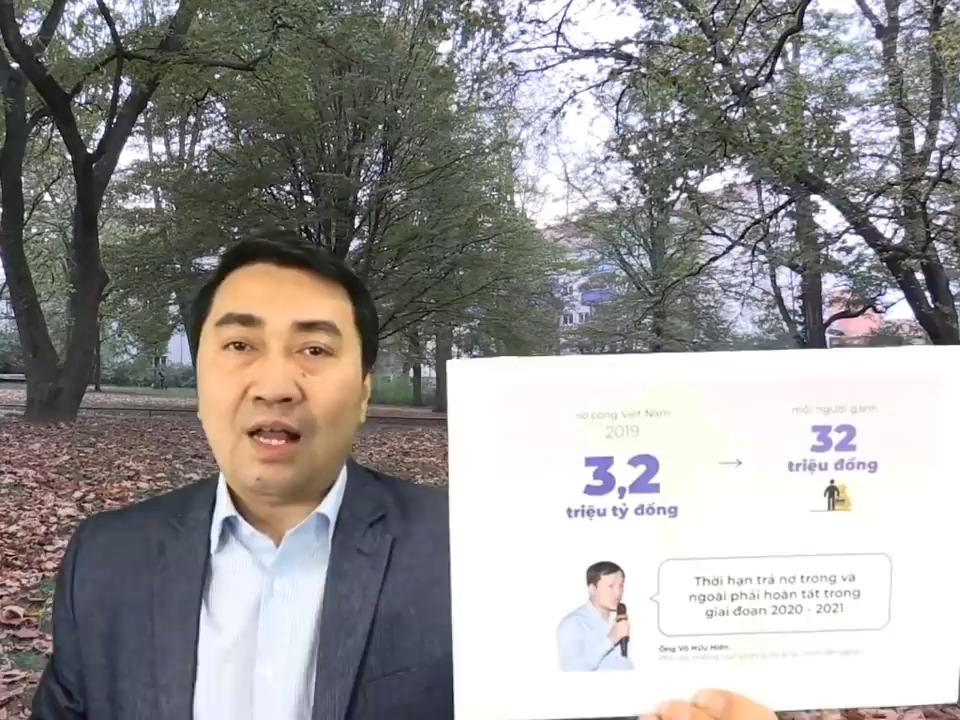 nợ công Việt Nam
2019
3,2
triệu tỷ đồng
mỗi người gánh
32
triệu đồng
Thời hạn trả nợ trong và
ngoài phải hoàn tất trong
giai đoạn 2020 - 2021
Ông Võ Hữu Hiển